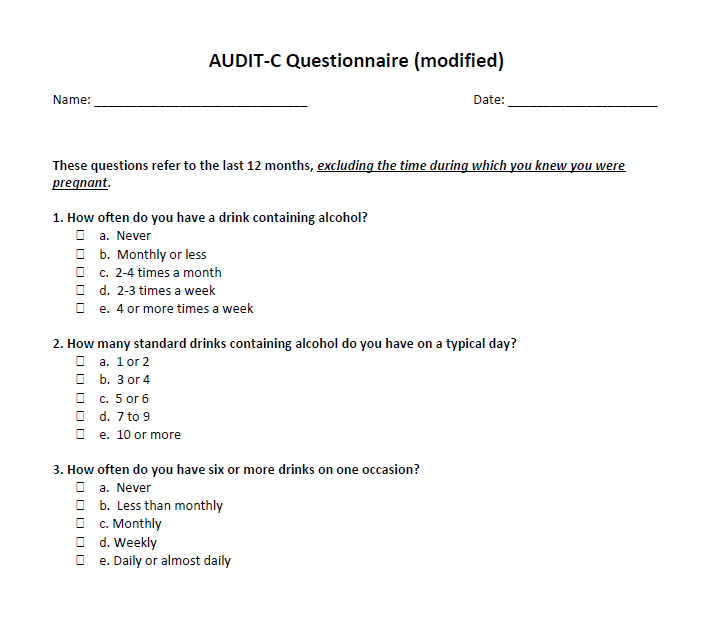 AUDIT-C Questionnaire (modified)
Name: ______________________________ Date: _____________________
These questions refer to the last 12 months, excluding the time during which you knew you were
pregnant.
1. How often do you have a drink containing alcohol?
☐ a. Never
☐ b. Monthly or less
☐ c. 2-4 times a month
☐ d. 2-3 times a week
☐ e. 4 or more times a week
2. How many standard drinks containing alcohol do you have on a typical day?
☐ a. 1 or 2
☐ b. 3 or 4
☐ c. 5 or 6
☐ d. 7 to 9
☐ e. 10 or more
3. How often do you have six or more drinks on one occasion?
☐ a. Never
☐ b. Less than monthly
☐ c. Monthly
☐ d. Weekly
☐ e. Daily or almost daily